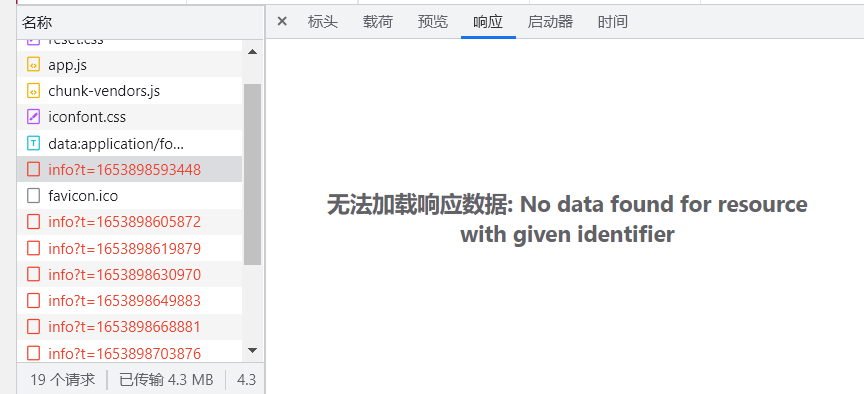 名称
× 标头 载荷 预览 响应 启动器 时间
reset.css
app.js
chunk-vendors.js
iconfont.css
data:application/fo...
info?t=1653898593448
favicon.ico
info?t=1653898605872
info?t=1653898619879
info?t=1653898630970
info?t=1653898649883
info?t=1653898668881
info?t=1653898703876
19 个请求 已传输 4.3 MB 4.3
无法加载响应数据: No data found for resource
with given identifier